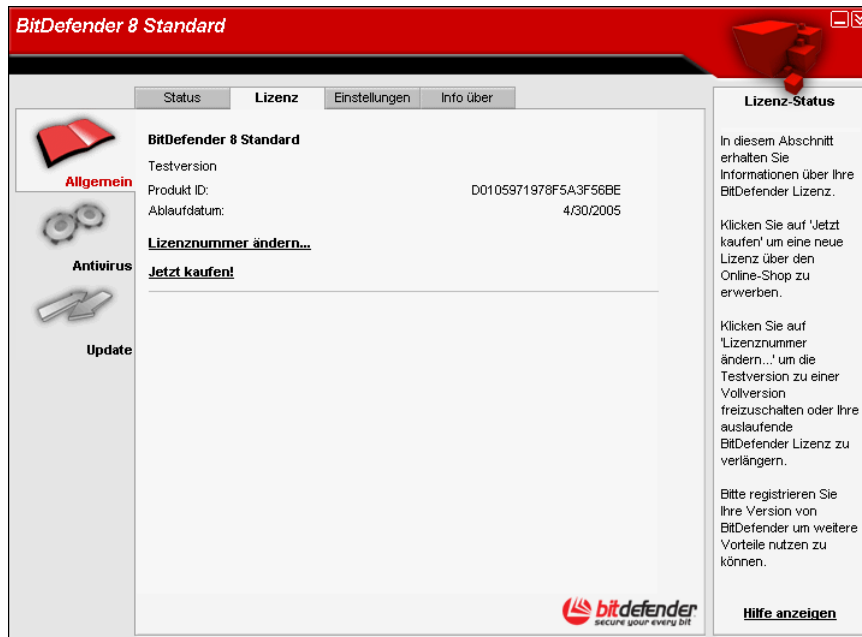 BitDefender 8 Standard
Status Lizenz Einstellungen Info über
Allgemein
Antivirus
Update
BitDefender 8 Standard
Testversion
Produkt ID: D0105971978F5A3F56BE
Ablaufdatum: 4/30/2005
Lizenznummer ändern...
Jetzt kaufen!
bitdefender
secure your every bit
Lizenz-Status
In diesem Abschnitt
erhalten Sie
Informationen über Ihre
BitDefender Lizenz.
Klicken Sie auf 'Jetzt
kaufen' um eine neue
Lizenz über den
Online-Shop zu
erwerben.
Klicken Sie auf
'Lizenznummer
ändern...' um die
Testversion zu einer
Vollversion
freizuschalten oder Ihre
auslaufende
BitDefender Lizenz zu
verlängern.
Bitte registrieren Sie
Ihre Version von
BitDefender um weitere
Vorteile nutzen zu
können.
Hilfe anzeigen